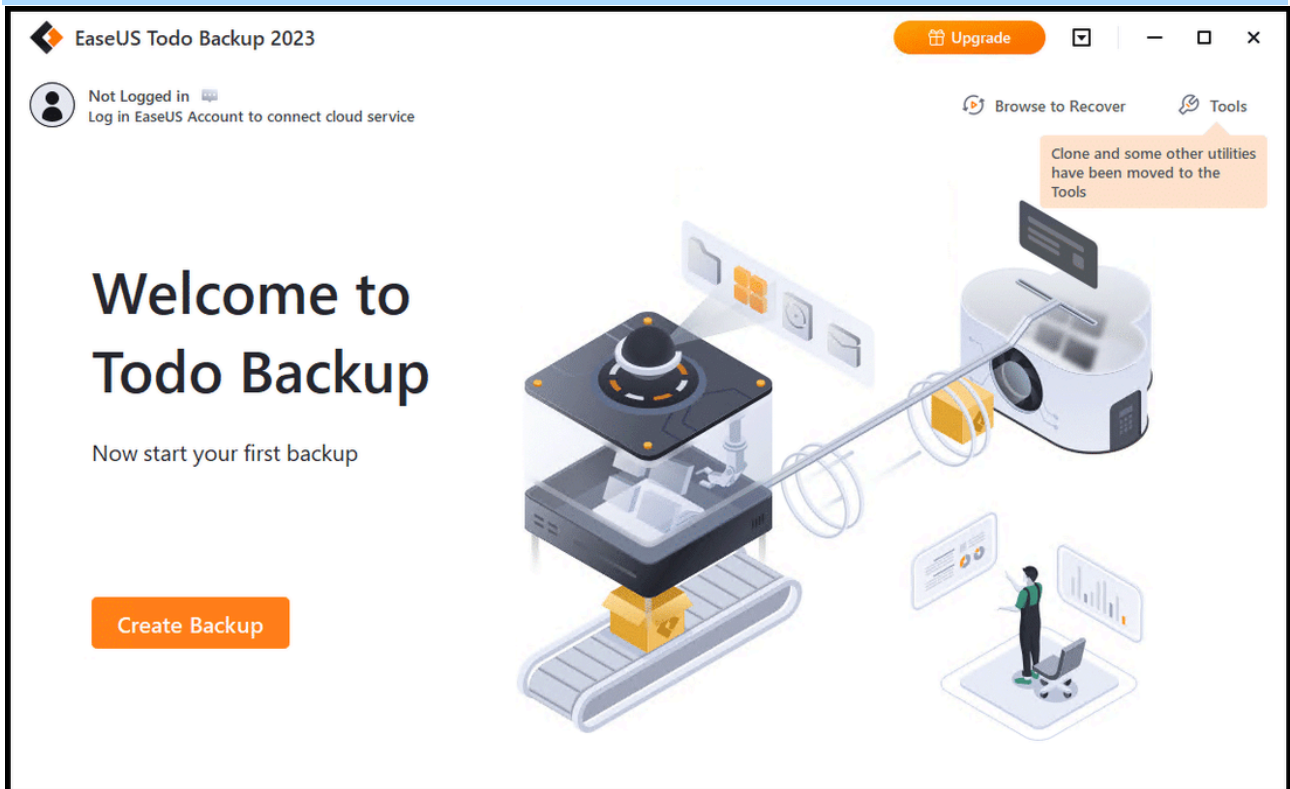 EaseUS Todo Backup 2023
Upgrade
Not Logged in
Log in EaseUS Account to connect cloud service
Browse to Recover
Tools
Clone and some other utilities
have been moved to the
Tools
Welcome to
Todo Backup
Now start your first backup
Create Backup